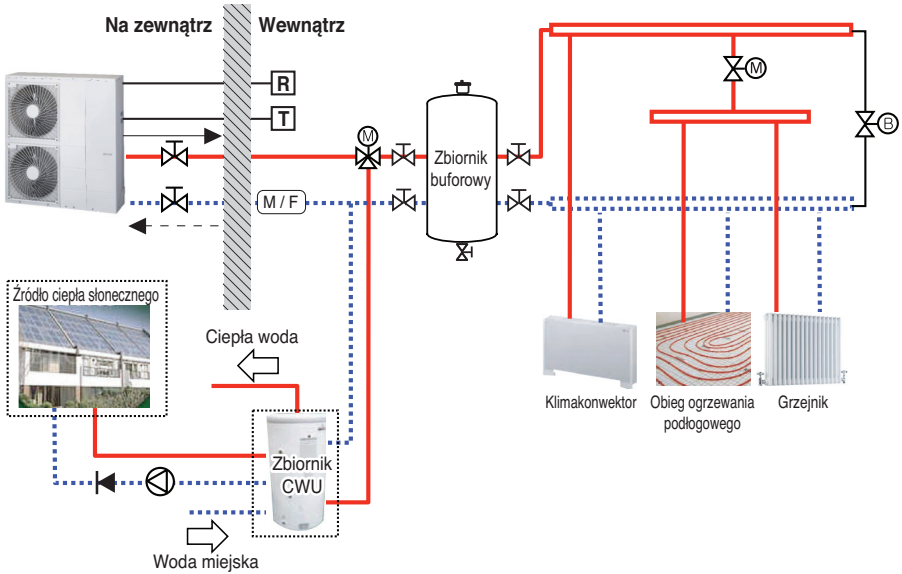 Na zewnątrz
Wewnątrz
R
T
M
M / F
Zbiornik
buforowy
M
B
Źródło ciepła słonecznego
Ciepła woda
Klimakonwektor
Obieg ogrzewania
podłogowego
Grzejnik
Zbiornik
CWU
Woda miejska